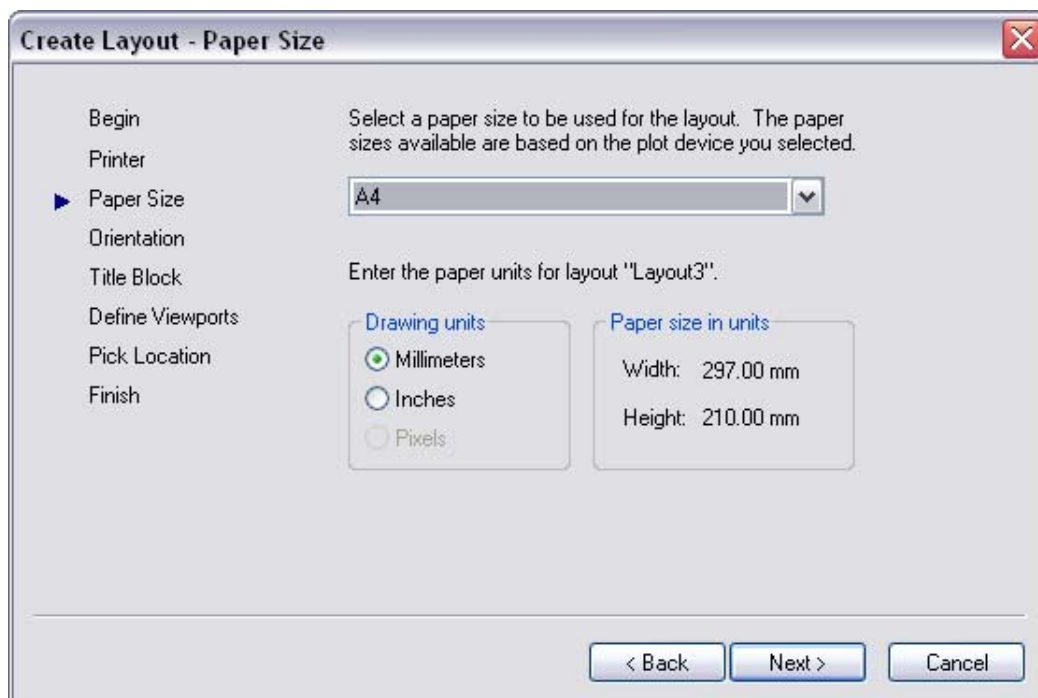 Create Layout - Paper Size
Begin
Printer
Paper Size
Orientation
Title Block
Define Viewports
Pick Location
Finish
Select a paper size to be used for the layout. The paper
sizes available are based on the plot device you selected.
A4
Enter the paper units for layout "Layout3".
Drawing units
Millimeters
Inches
Pixels
Paper size in units
Width: 297.00 mm
Height: 210.00 mm
< Back Next > Cancel